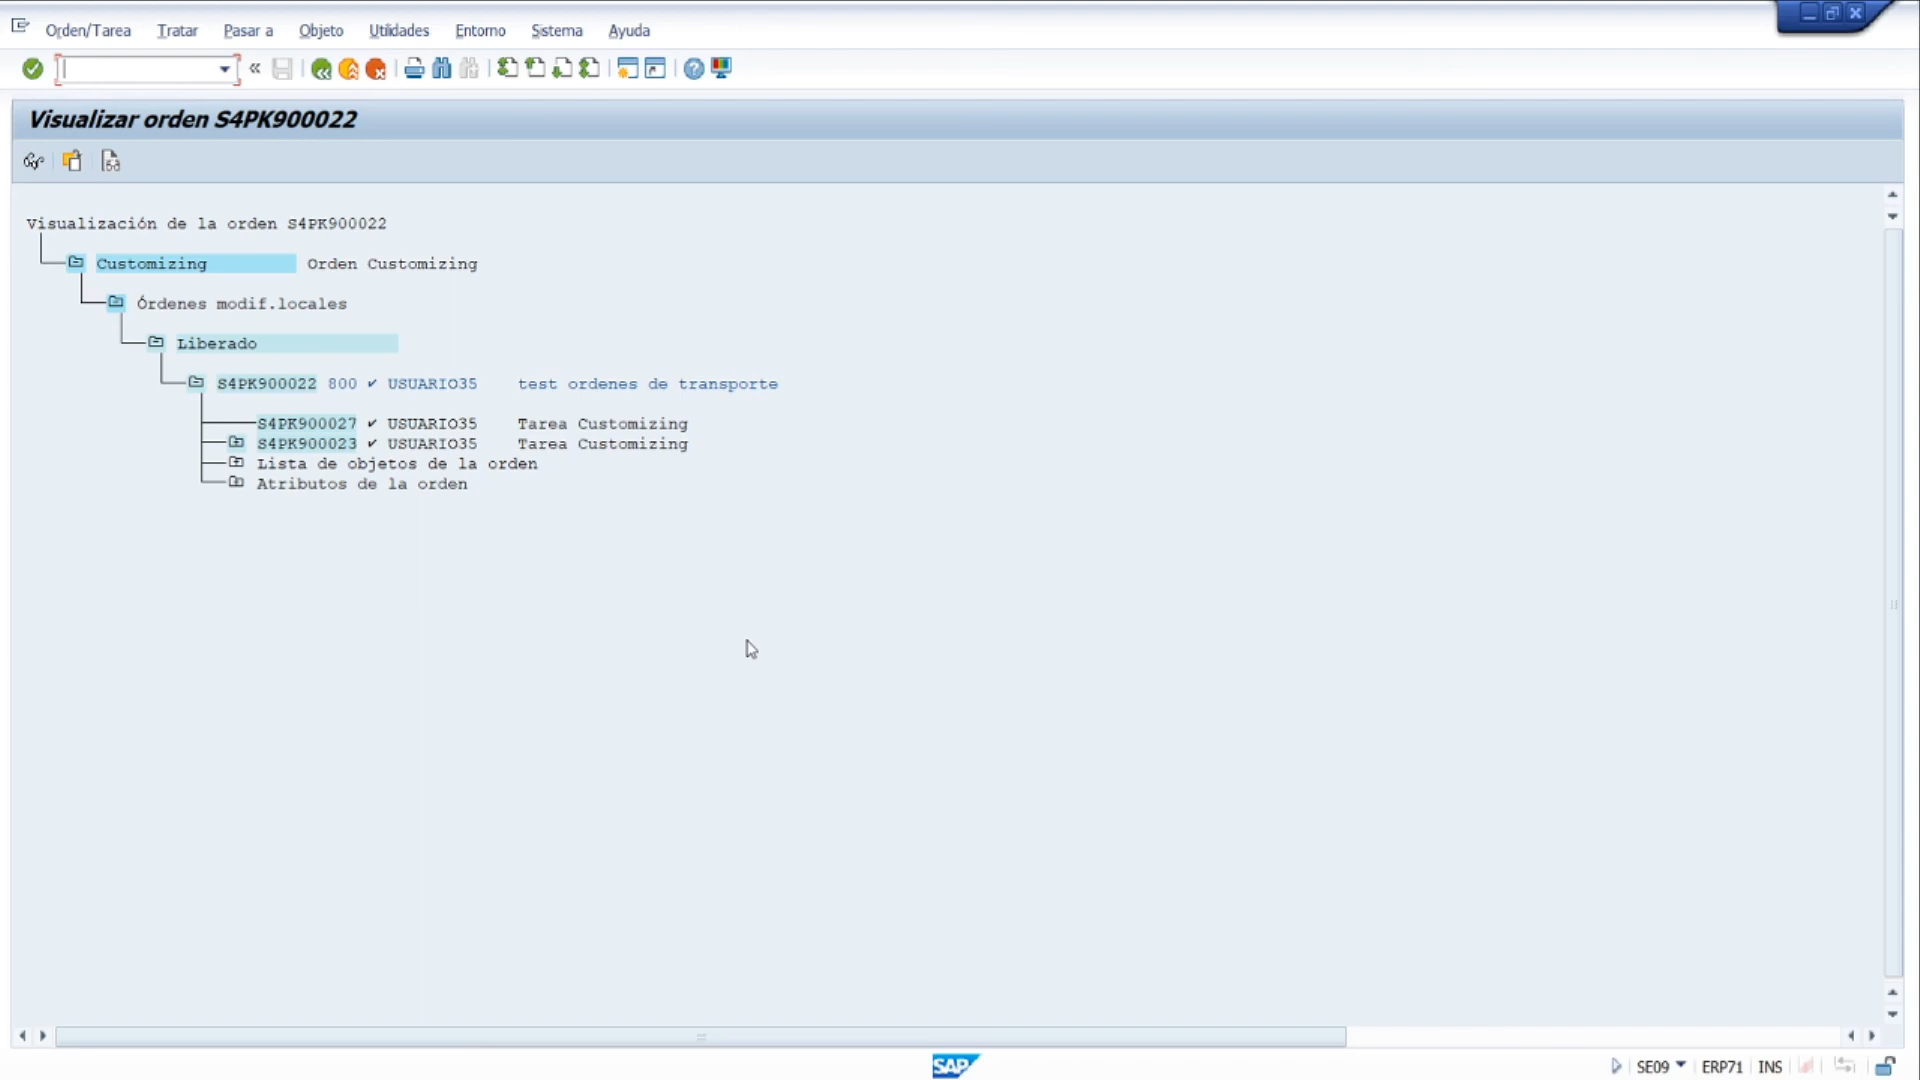 Orden/Tarea Tratar Pasar a Objeto Utilidades Entorno Sistema Ayuda
Visualizar orden S4PK900022
Visualización de la orden S4PK900022
Customizing Orden Customizing
Órdenes modif.locales
Liberado
S4PK900022 800 ✔ USUARIO35 test ordenes de transporte
S4PK900027 ✔ USUARIO35 Tarea Customizing
S4PK900023 ✔ USUARIO35 Tarea Customizing
Lista de objetos de la orden
Atributos de la orden
SAP SE09 ERP71 INS